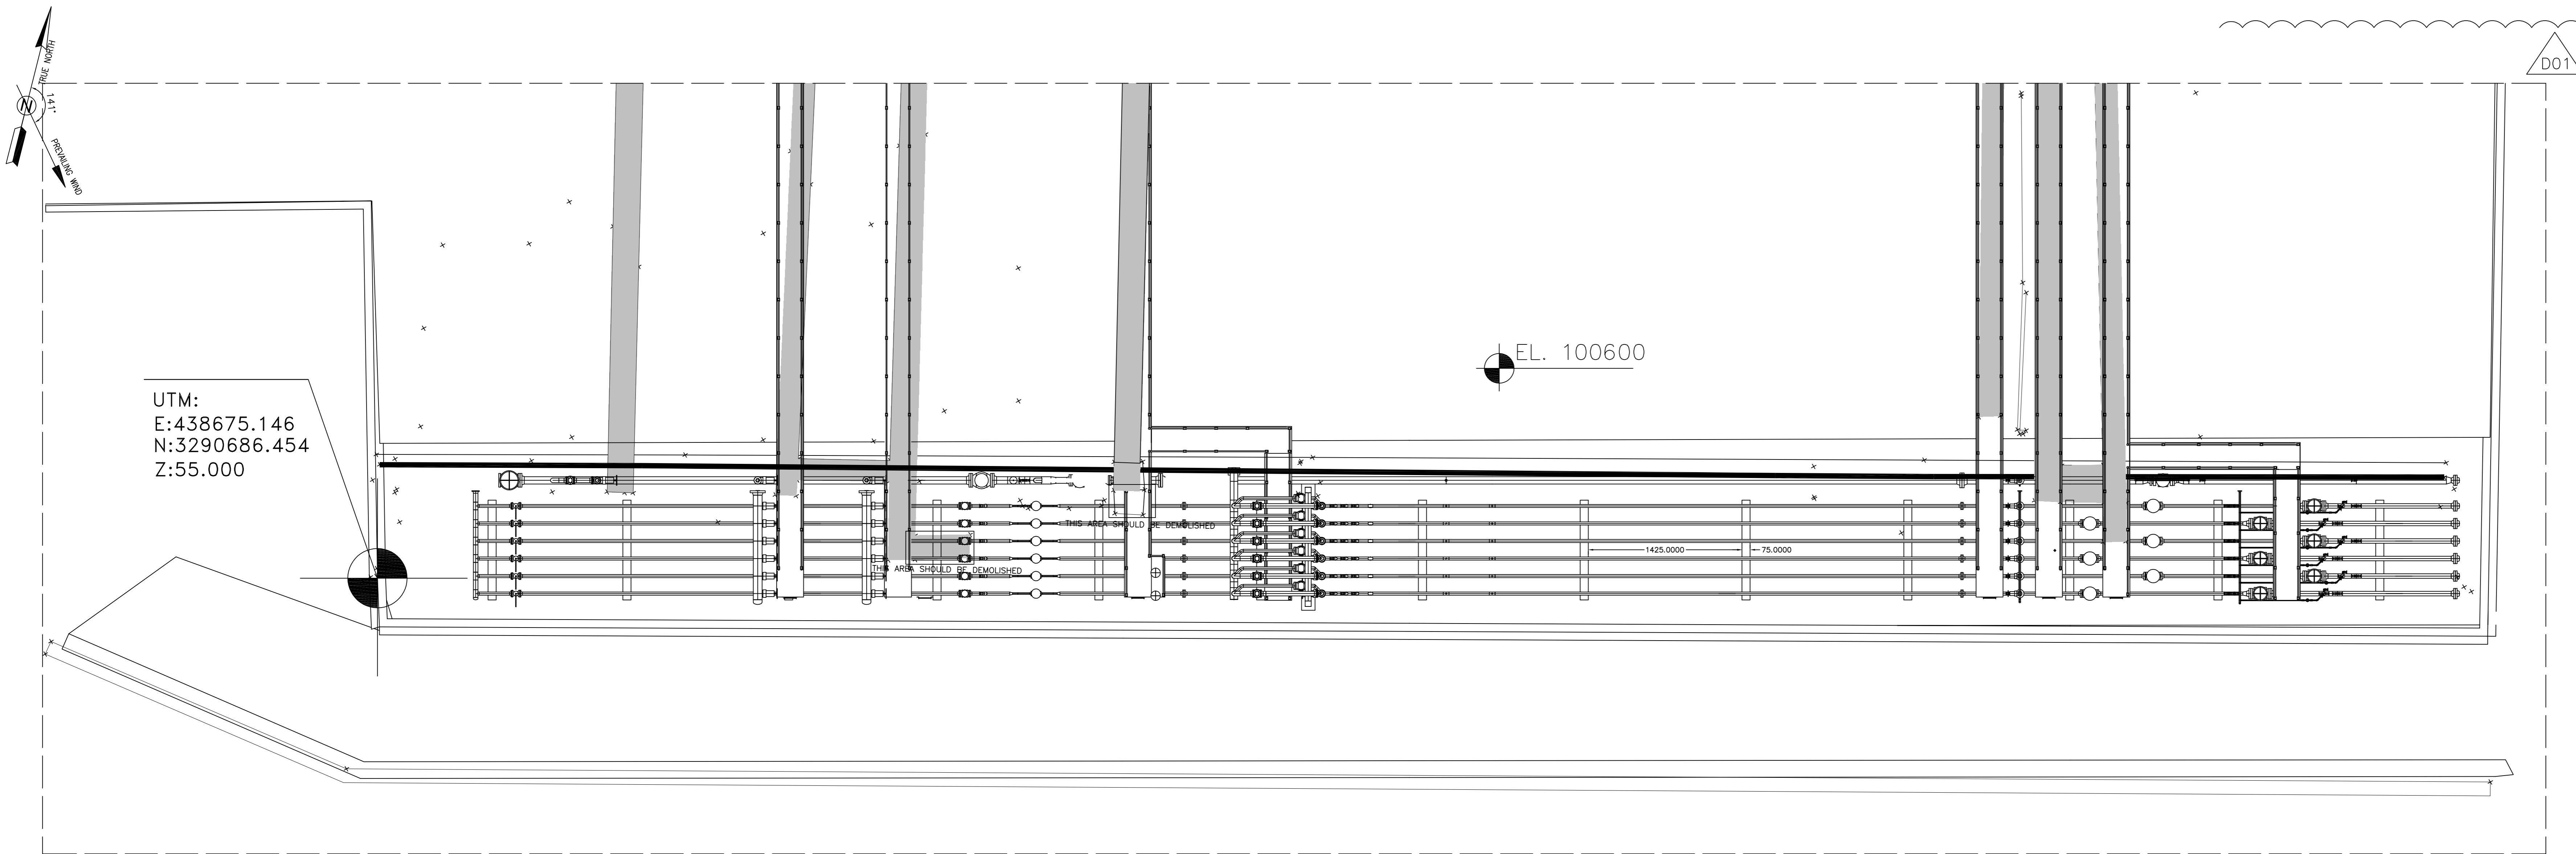 TRUE NORTH
N
141°
PREVAILING WIND
D01
UTM:
E:438675.146
N:3290686.454
Z:55.000
EL. 100600
THIS AREA SHOULD BE DEMOLISHED
1425.0000
75.0000
THIS AREA SHOULD BE DEMOLISHED